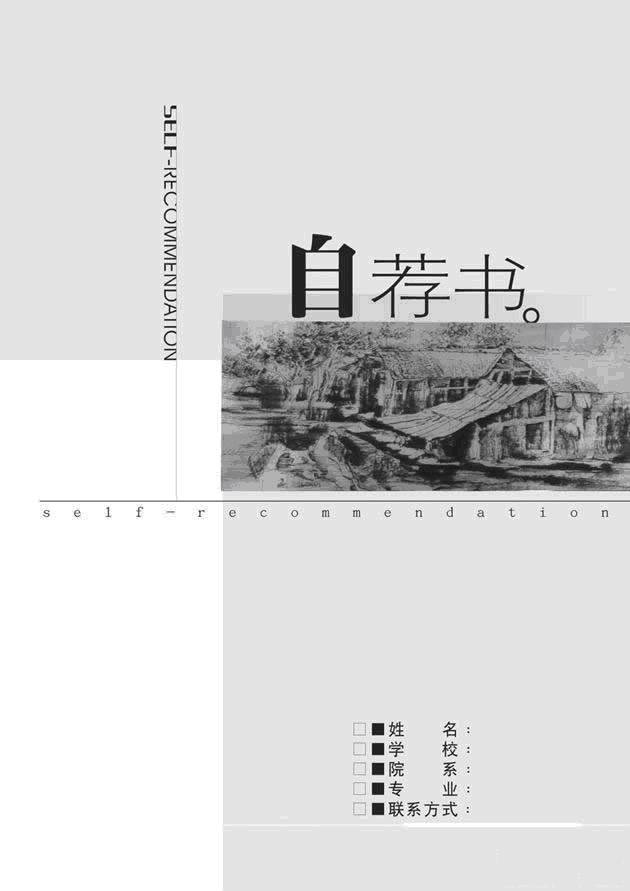 SELF-RECOMMENDATION
自荐书。
self-recommendation
□■姓 名：
□■学 校：
□■院 系：
□■专 业：
□■联系方式：